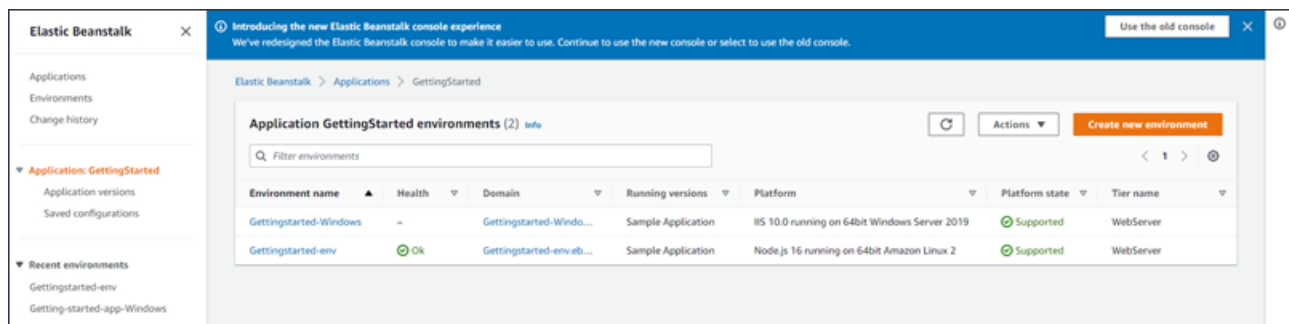 Elastic Beanstalk
Applications
Environments
Change history
Application: GettingStarted
Application versions
Saved configurations
Recent environments
Gettingstarted-env
Getting-started-app-Windows
Introducing the new Elastic Beanstalk console experience
We've redesigned the Elastic Beanstalk console to make it easier to use. Continue to use the new console or select to use the old console.
Use the old console
Elastic Beanstalk > Applications > GettingStarted
Application GettingStarted environments (2) Info
Actions
Create new environment
Filter environments
< 1 >
Environment name Health Domain Running versions Platform Platform state Tier name
Gettingstarted-Windows – Gettingstarted-Windo... Sample Application IIS 10.0 running on 64bit Windows Server 2019 Supported WebServer
Gettingstarted-env Ok Gettingstarted-env.eb... Sample Application Node.js 16 running on 64bit Amazon Linux 2 Supported WebServer